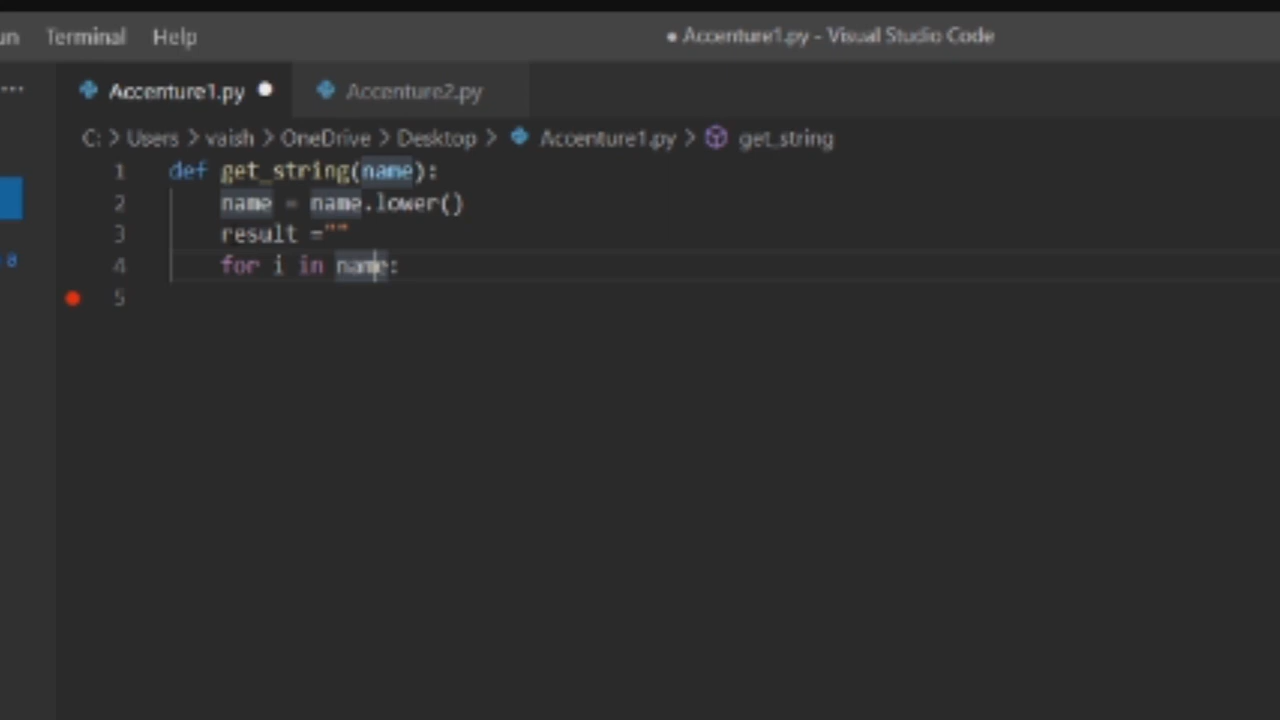 Terminal Help ● Accenture1.py - Visual Studio Code
Accenture1.py Accenture2.py
C: > Users > vaish > OneDrive > Desktop > Accenture1.py > get_string
1 def get_string(name):
2 name = name.lower()
3 result =""
4 for i in name:
5